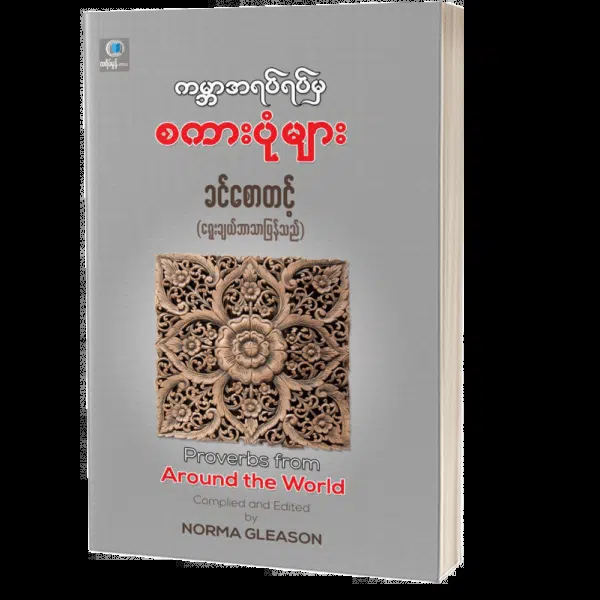 ကမ္ဘာအရပ်ရပ်မှ
စကားပုံများ
ခင်စောတင့်
(ရွေးချယ်ဘာသာပြန်သည်)
Proverbs from
Around the World
Complied and Edited
by
NORMA GLEASON